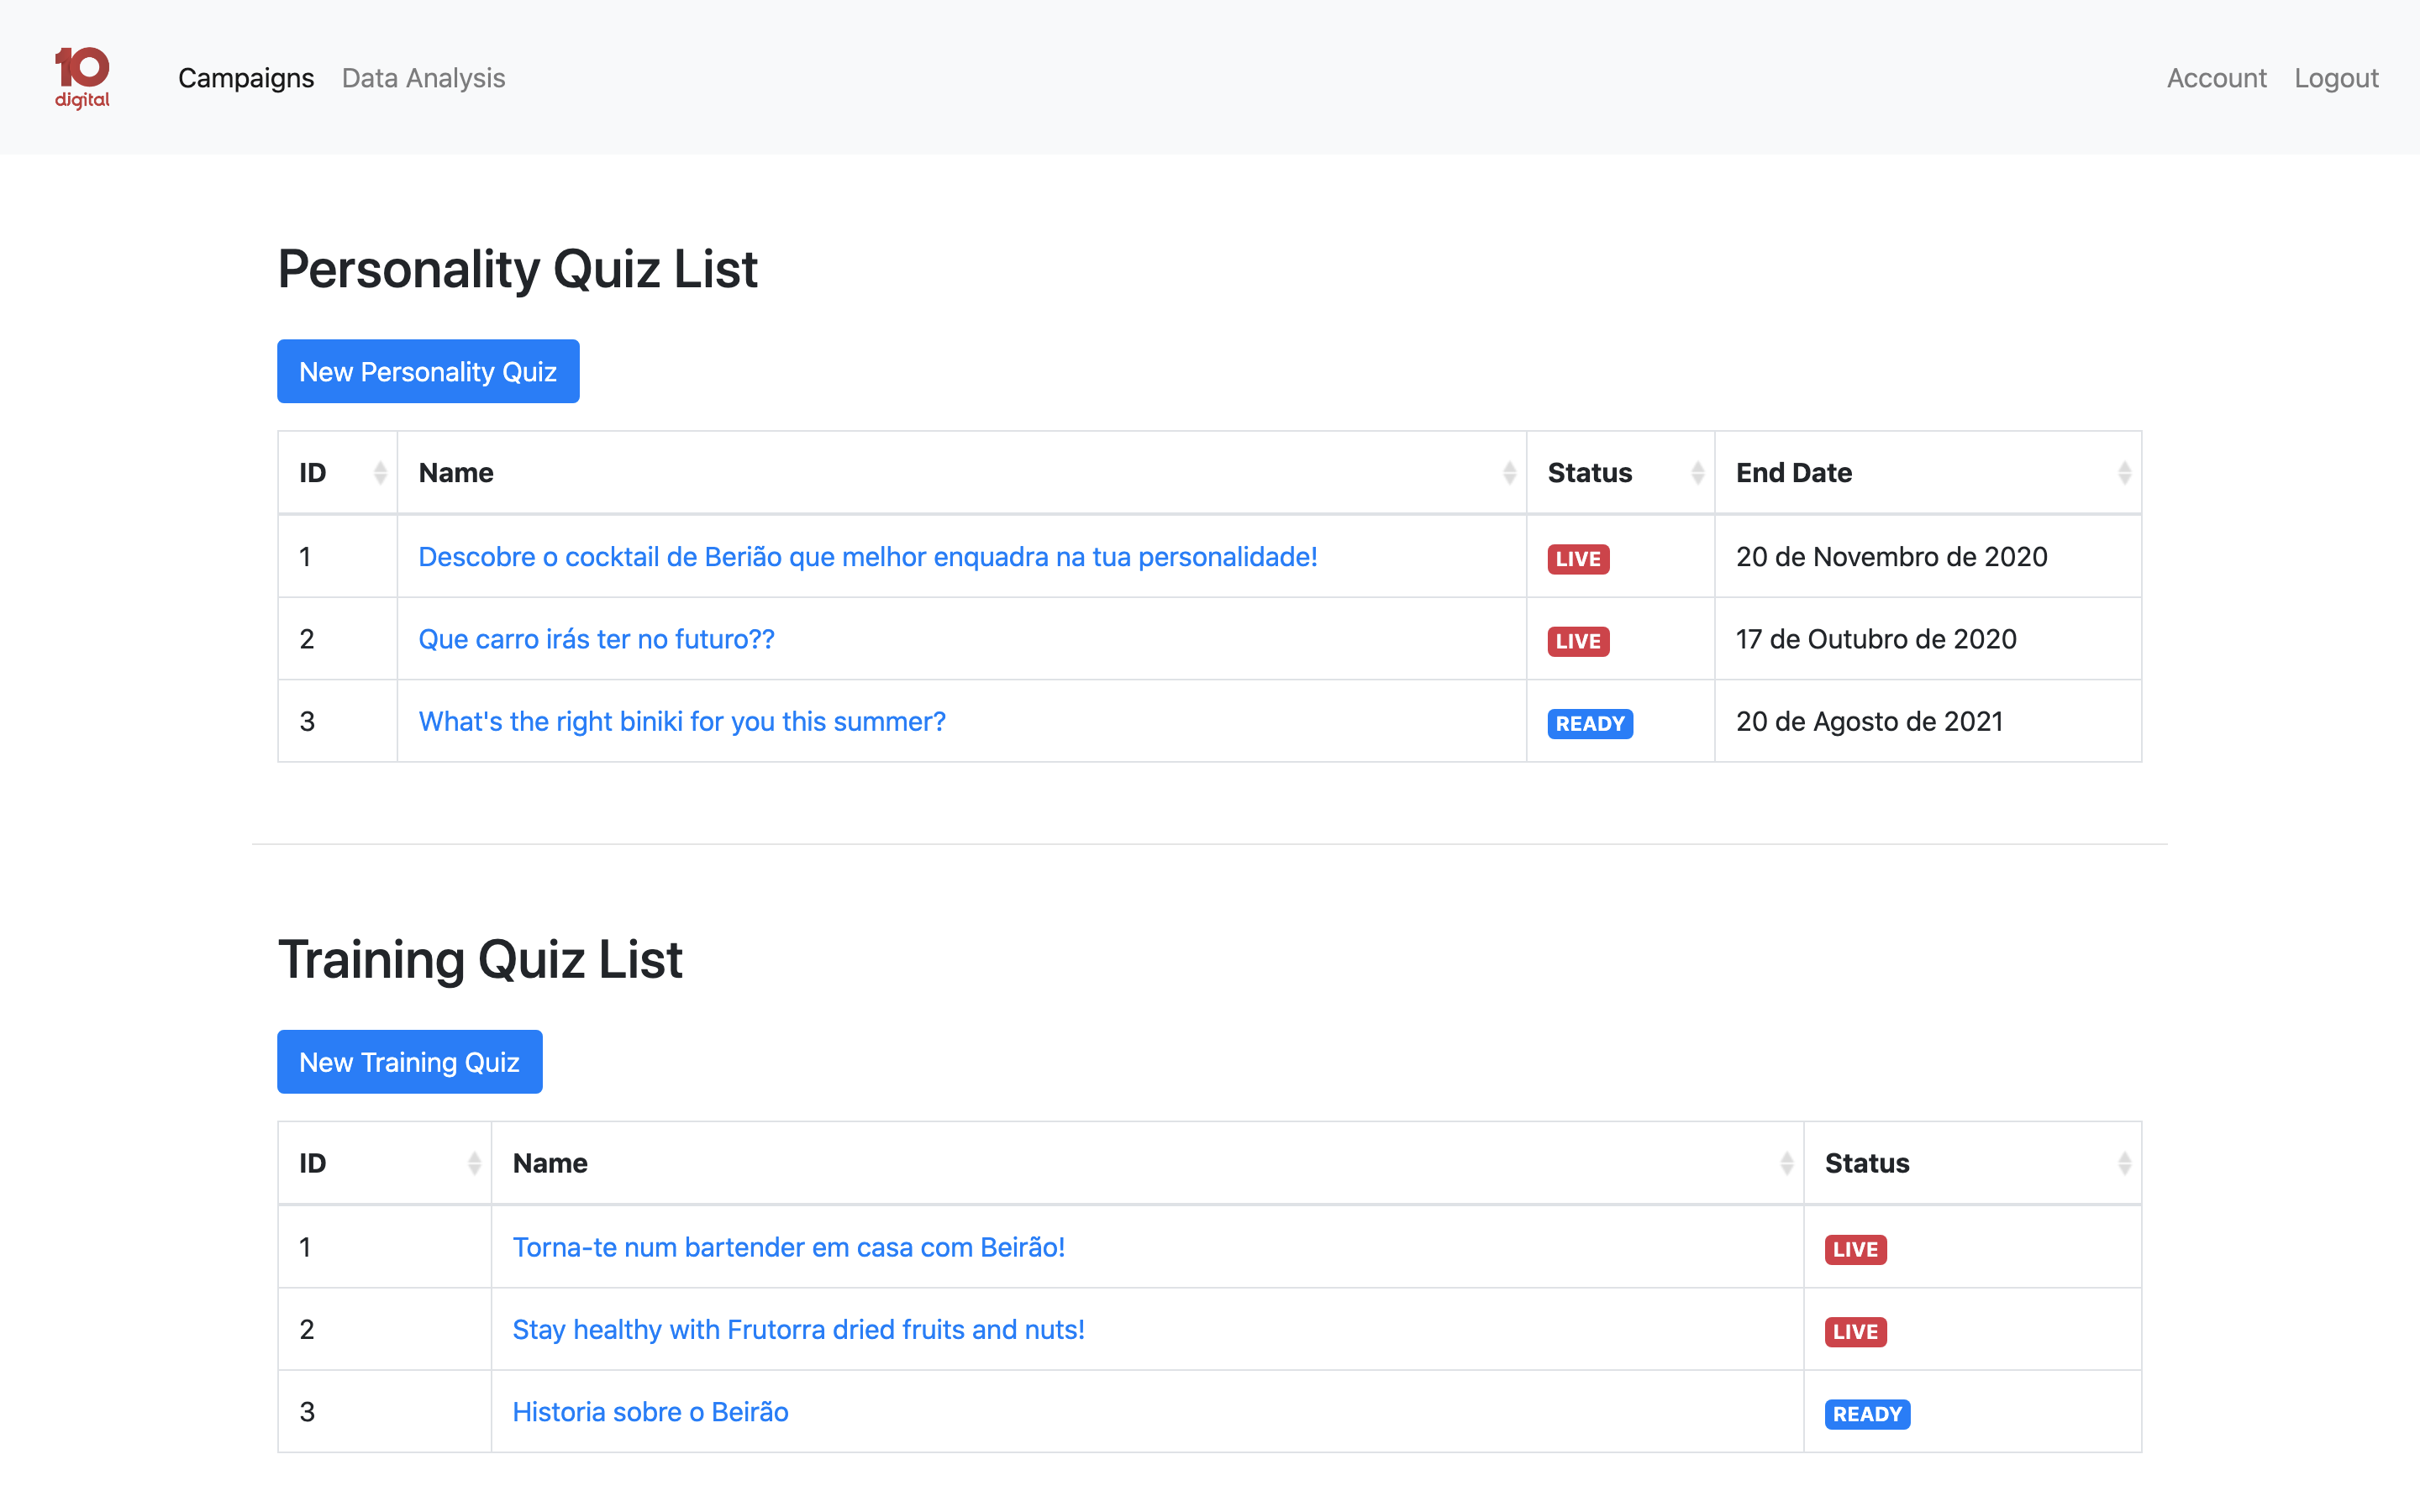 10
digital
Campaigns Data Analysis Account Logout
Personality Quiz List
New Personality Quiz
ID Name Status End Date
1 Descobre o cocktail de Berião que melhor enquadra na tua personalidade! LIVE 20 de Novembro de 2020
2 Que carro irás ter no futuro?? LIVE 17 de Outubro de 2020
3 What's the right biniki for you this summer? READY 20 de Agosto de 2021
Training Quiz List
New Training Quiz
ID Name Status
1 Torna-te num bartender em casa com Beirão! LIVE
2 Stay healthy with Frutorra dried fruits and nuts! LIVE
3 Historia sobre o Beirão READY